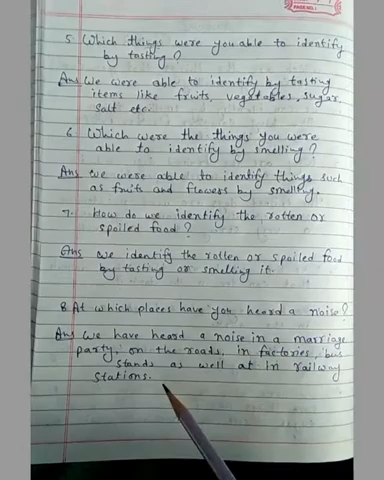 PAGE NO.:
5. Which things were you able to identify
by tasting?
Ans We were able to identify by tasting
items like fruits, vegetables, sugar,
salt etc.
6. Which were the things you were
able to identify by smelling?
Ans we were able to identify things such
as fruits and flowers by smelling.
7. How do we identify the rotten or
spoiled food?
Ans we identify the rotten or spoiled food
by tasting or smelling it.
8. At which places have you heard a noise?
Ans We have heard a noise in a marriage
party, on the roads, in factories, bus
stands as well at in railway
stations.